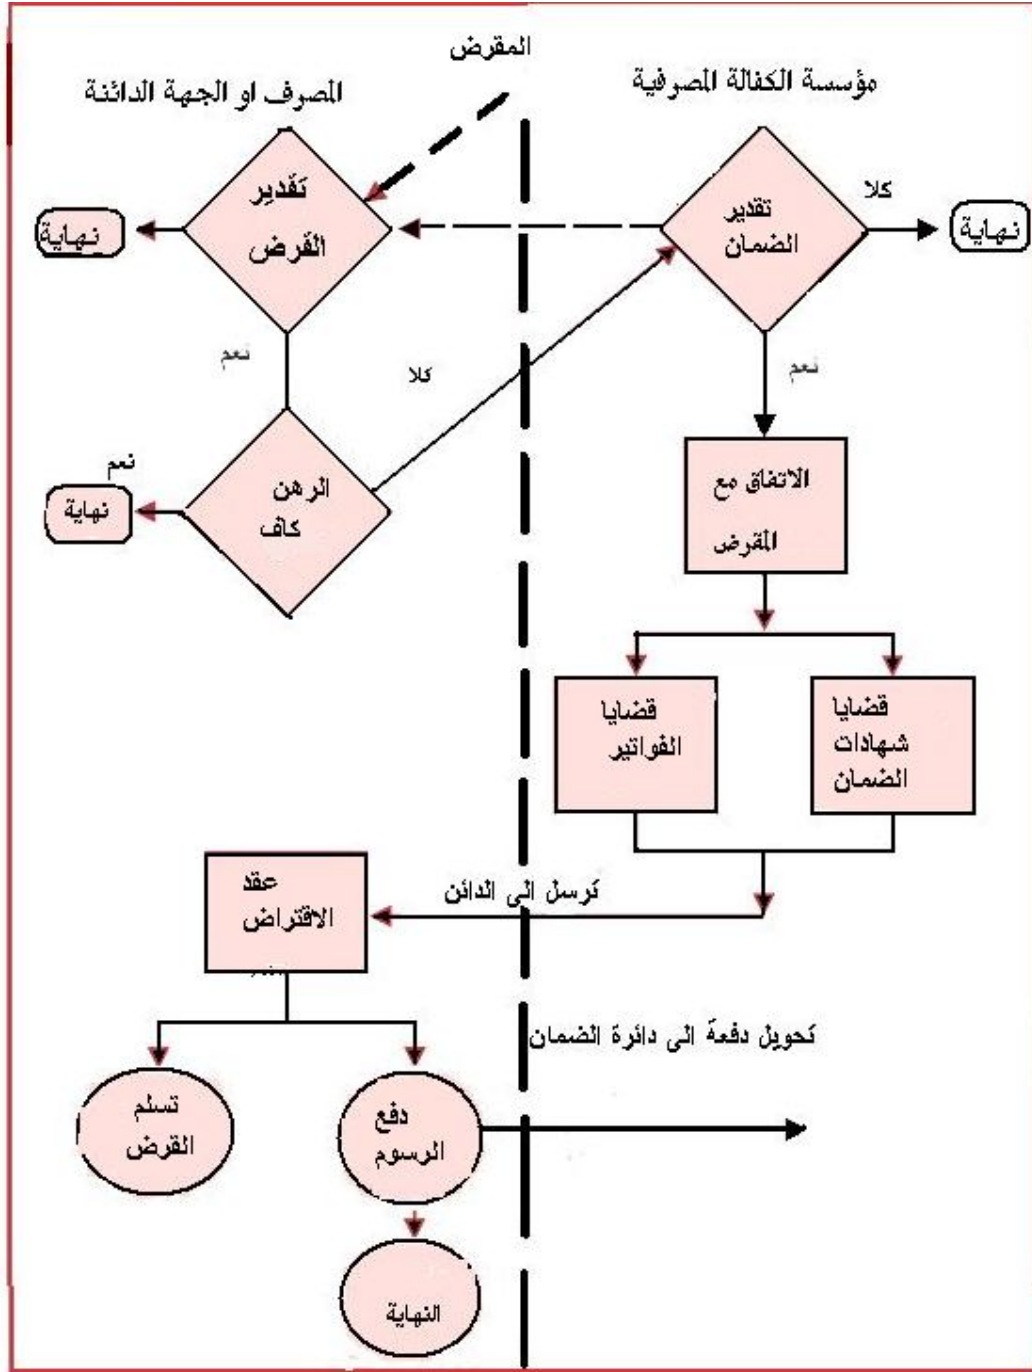 المقرض
مؤسسة الكفالة المصرفية
المصرف او الجهة الدائنة
تقدير
الضمان
كلا
نهاية
تقدير
القرض
نهاية
نعم
نعم
كلا
الرهن
كاف
نعم
نهاية
الاتفاق مع
المقرض
قضايا
شهادات
الضمان
قضايا
الفواتير
ترسل الى الدائن
عقد
الاقتراض
تحويل دفعة الى دائرة الضمان
دفع
الرسوم
تسلم
القرض
النهاية